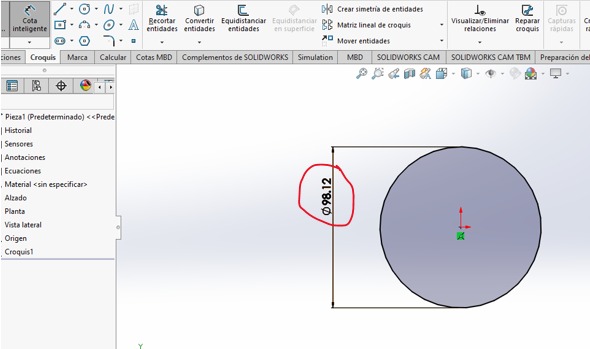 Cota inteligente
Recortar entidades
Convertir entidades
Equidistanciar entidades
Equidistanciar en superficie
Crear simetría de entidades
Matriz lineal de croquis
Mover entidades
Visualizar/Eliminar relaciones
Reparar croquis
Capturas rápidas
ciones Croquis Marca Calcular Cotas MBD Complementos de SOLIDWORKS Simulation MBD SOLIDWORKS CAM SOLIDWORKS CAM TBM Preparación del
Pieza1 (Predeterminado) <<Prede
Historial
Sensores
Anotaciones
Ecuaciones
Material <sin especificar>
Alzado
Planta
Vista lateral
Origen
Croquis1
Ø98.12
Y